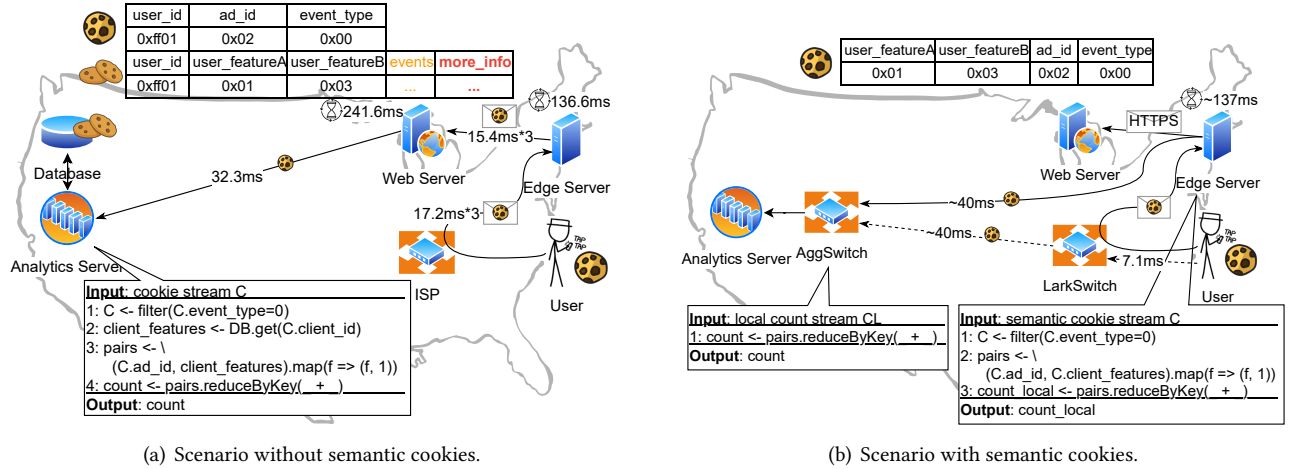 user_id ad_id event_type
0xff01 0x02 0x00
user_id user_featureA user_featureB events more_info
0xff01 0x01 0x03 ... ...
241.6ms
136.6ms
15.4ms*3
Database
32.3ms
Web Server
Edge Server
17.2ms*3
Analytics Server
ISP
TAP
TAP
User
Input: cookie stream C
1: C <- filter(C.event_type=0)
2: client_features <- DB.get(C.client_id)
3: pairs <- \
(C.ad_id, client_features).map(f => (f, 1))
4: count <- pairs.reduceByKey(_ + _)
Output: count
(a) Scenario without semantic cookies.
user_featureA user_featureB ad_id event_type
0x01 0x03 0x02 0x00
~137ms
HTTPS
Web Server
Edge Server
~40ms
~40ms
TAP
TAP
Analytics Server
AggSwitch
7.1ms
LarkSwitch
User
Input: local count stream CL
1: count <- pairs.reduceByKey(_ + _)
Output: count
Input: semantic cookie stream C
1: C <- filter(C.event_type=0)
2: pairs <- \
(C.ad_id, C.client_features).map(f => (f, 1))
3: count_local <- pairs.reduceByKey(_ + _)
Output: count_local
(b) Scenario with semantic cookies.